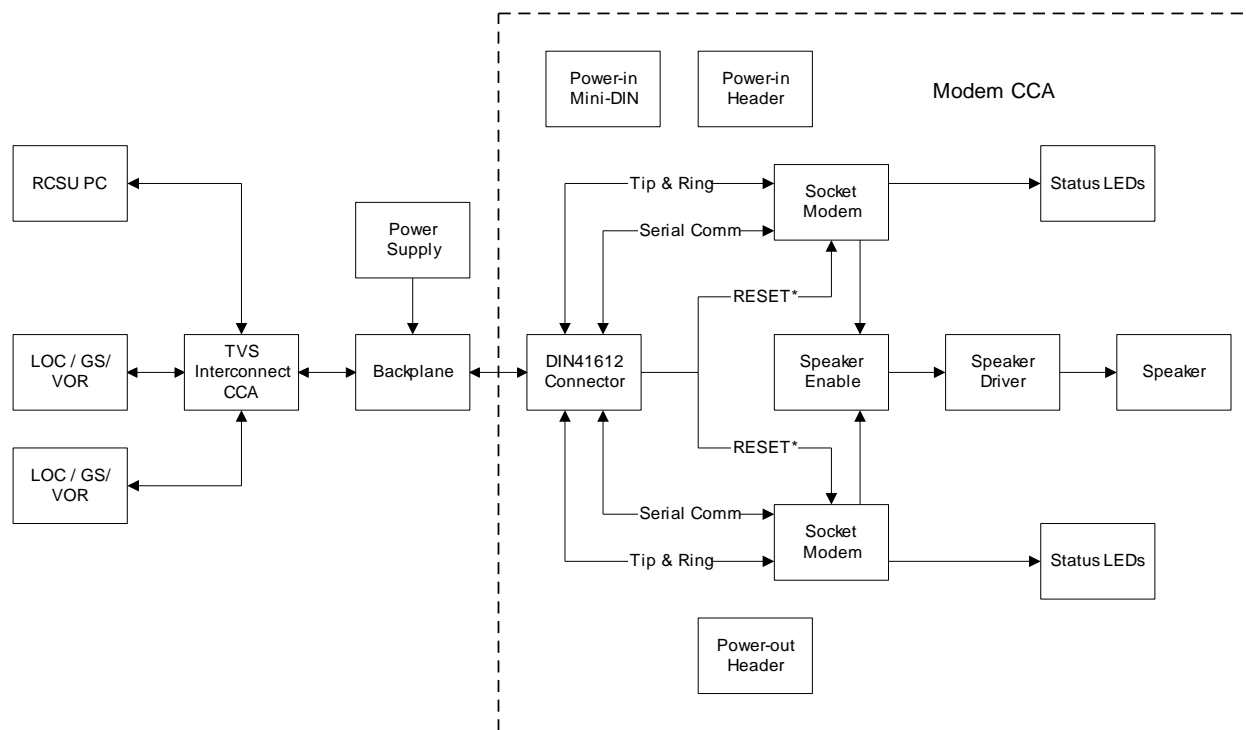 Power-in
Mini-DIN
Power-in
Header
Modem CCA
RCSU PC
Tip & Ring
Socket
Modem
Status LEDs
Power
Supply
Serial Comm
RESET*
LOC / GS/
VOR
TVS
Interconnect
CCA
Backplane
DIN41612
Connector
Speaker
Enable
Speaker
Driver
Speaker
RESET*
LOC / GS/
VOR
Serial Comm
Socket
Modem
Tip & Ring
Status LEDs
Power-out
Header